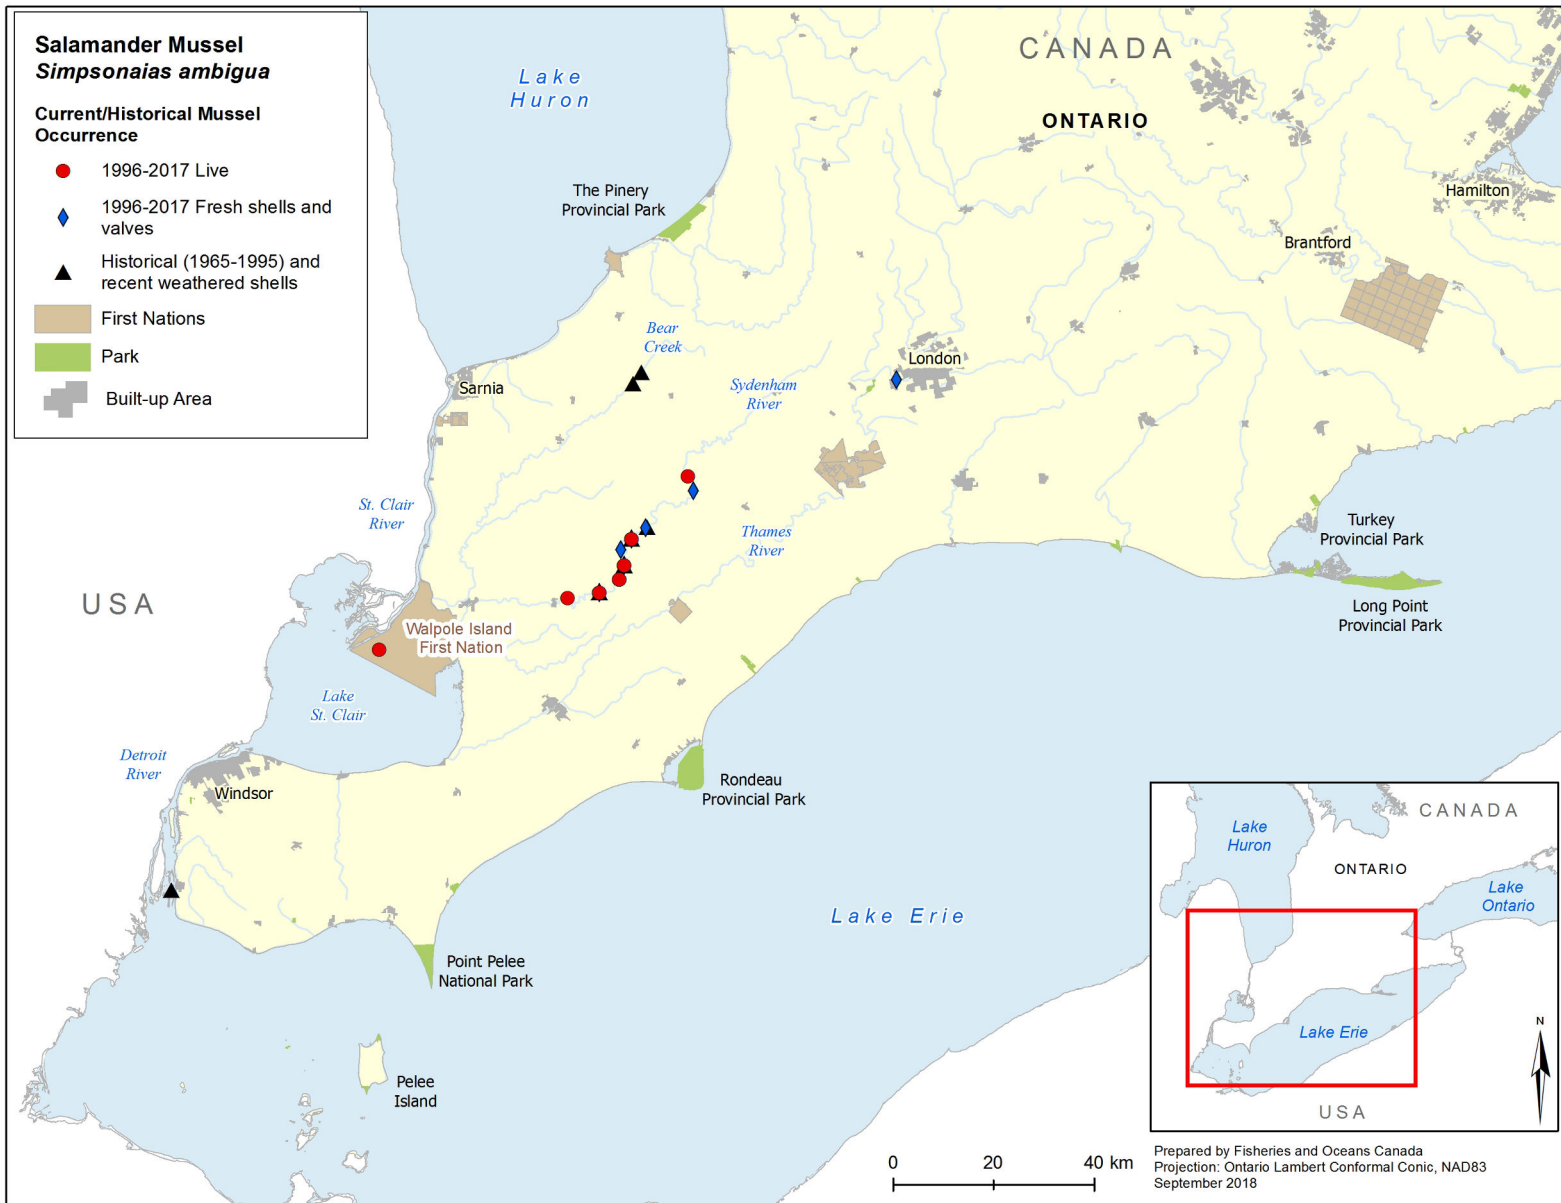 Salamander Mussel
Simpsonaias ambigua
Current/Historical Mussel
Occurrence
1996-2017 Live
1996-2017 Fresh shells and
valves
Historical (1965-1995) and
recent weathered shells
First Nations
Park
Built-up Area
Lake
Huron
CANADA
ONTARIO
The Pinery
Provincial Park
Hamilton
Brantford
Bear
Creek
London
Sarnia
Sydenham
River
St. Clair
River
Thames
River
Turkey
Provincial Park
USA
Long Point
Provincial Park
Walpole Island
First Nation
Lake
St. Clair
Detroit
River
Windsor
Rondeau
Provincial Park
Lake Erie
Point Pelee
National Park
Pelee
Island
CANADA
Lake
Huron
ONTARIO
Lake
Ontario
Lake Erie
N
USA
0 20 40 km
Prepared by Fisheries and Oceans Canada
Projection: Ontario Lambert Conformal Conic, NAD83
September 2018